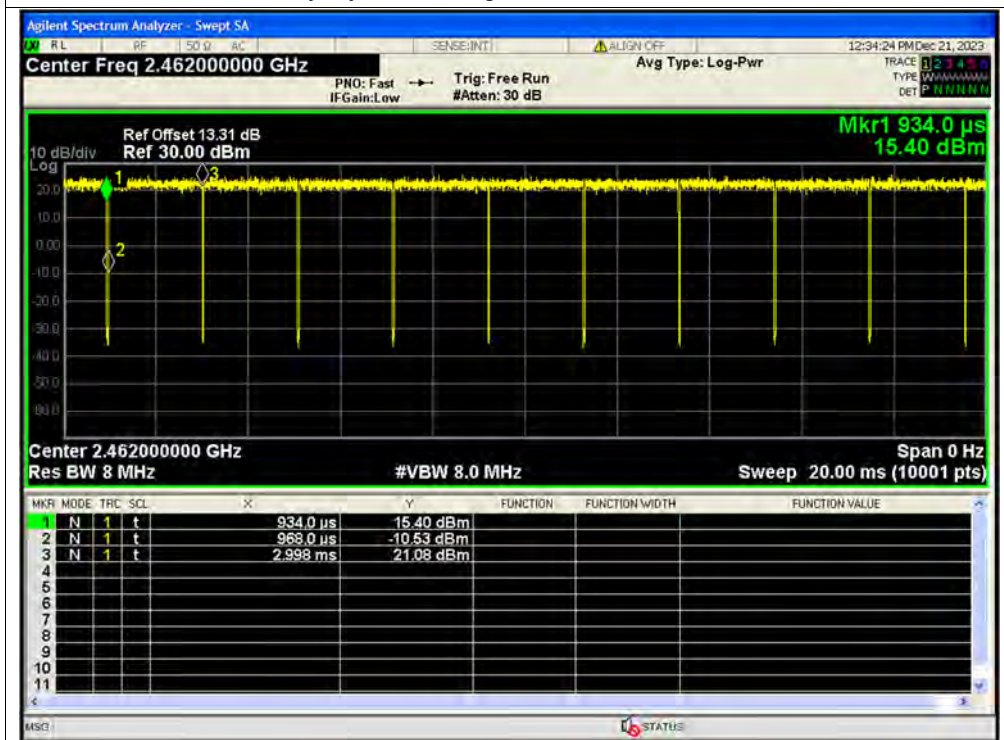 Agilent Spectrum Analyzer - Swept SA
RL RF 50 Ω AC SENSE:INT ALIGN OFF 12:34:24 PM Dec 21, 2023
Center Freq 2.462000000 GHz
PNO: Fast
IFGain:Low
Trig: Free Run
#Atten: 30 dB
Avg Type: Log-Pwr
TRACE 1 2 3 4 5 6
TYPE W
DET P N N N N N
Mkr1 934.0 µs
15.40 dBm
Ref Offset 13.31 dB
10 dB/div Ref 30.00 dBm
Log
1
3
20.0
10.0
0.00
2
-10.0
-20.0
-30.0
-40.0
-50.0
-60.0
Center 2.462000000 GHz Span 0 Hz
Res BW 8 MHz #VBW 8.0 MHz Sweep 20.00 ms (10001 pts)
MKR MODE TRC SCL X Y FUNCTION FUNCTION WIDTH FUNCTION VALUE
1 N 1 t 934.0 µs 15.40 dBm
2 N 1 t 968.0 µs -10.53 dBm
3 N 1 t 2.998 ms 21.08 dBm
4
5
6
7
8
9
10
11
MSG STATUS